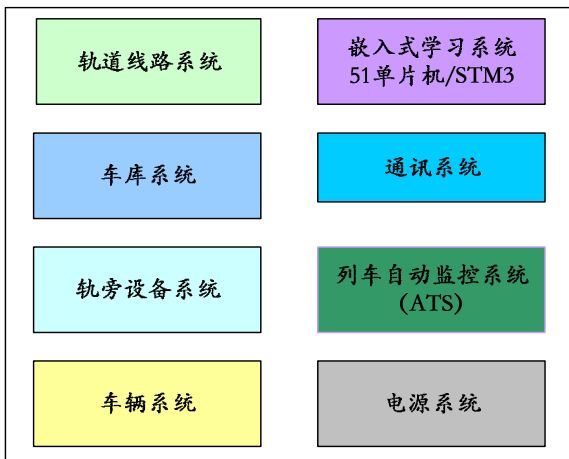 轨道线路系统
嵌入式学习系统
51单片机/STM3
车库系统
通讯系统
轨旁设备系统
列车自动监控系统
(ATS)
车辆系统
电源系统